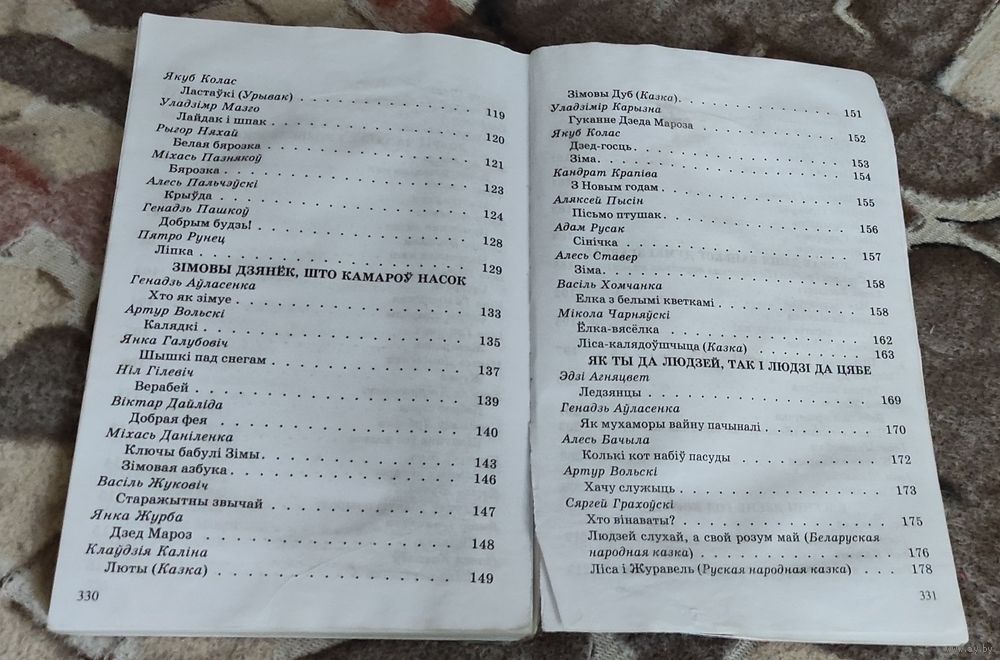 Якуб Колас
Ластаўкі (Урывак) . . . . . . . . . . . . . . 119
Уладзімр Мазго
Лайдак і шпак . . . . . . . . . . . . . . . . 120
Рыгор Няхай
Белая бярозка . . . . . . . . . . . . . . . . 121
Міхась Пазнякоў
Бярозка . . . . . . . . . . . . . . . . . . . 123
Алесь Пальчэўскі
Крыўда . . . . . . . . . . . . . . . . . . . 124
Генадзь Пашкоў
Добрым будзь! . . . . . . . . . . . . . . . . 128
Пятро Рунец
Ліпка . . . . . . . . . . . . . . . . . . . . 129
ЗІМОВЫ ДЗЯНЁК, ШТО КАМАРОЎ НАСОК
Генадзь Аўласенка
Хто як зімуе . . . . . . . . . . . . . . . . . 133
Артур Вольскі
Калядкі . . . . . . . . . . . . . . . . . . . 135
Янка Галубовіч
Шышкі пад снегам . . . . . . . . . . . . . . 137
Ніл Гілевіч
Верабей . . . . . . . . . . . . . . . . . . . 139
Віктар Дайліда
Добрая фея . . . . . . . . . . . . . . . . . 140
Міхась Даніленка
Ключы бабулі Зімы. . . . . . . . . . . . . . 143
Зімовая азбука . . . . . . . . . . . . . . . . 146
Васіль Жуковіч
Старажытны звычай . . . . . . . . . . . . . 147
Янка Журба
Дзед Мароз . . . . . . . . . . . . . . . . . 148
Клаўдзія Каліна
Люты (Казка) . . . . . . . . . . . . . . . . 149
330
Зімовы Дуб (Казка). . . . . . . . . . . . . . 151
Уладзімір Карызна
Гуканне Дзеда Мароза . . . . . . . . . . . . 152
Якуб Колас
Дзед-госць. . . . . . . . . . . . . . . . . . 153
Зіма. . . . . . . . . . . . . . . . . . . . . 154
Кандрат Крапіва
З Новым годам . . . . . . . . . . . . . . . . 155
Аляксей Пысін
Пісьмо птушак . . . . . . . . . . . . . . . . 156
Адам Русак
Сінічка . . . . . . . . . . . . . . . . . . . 157
Алесь Ставер
Зіма. . . . . . . . . . . . . . . . . . . . . 158
Васіль Хомчанка
Елка з белымі кветкамі . . . . . . . . . . . . 158
Мікола Чарняўскі
Ёлка-вясёлка . . . . . . . . . . . . . . . . 162
Ліса-калядоўшчыца (Казка) . . . . . . . . . . 163
ЯК ТЫ ДА ЛЮДЗЕЙ, ТАК І ЛЮДЗІ ДА ЦЯБЕ
Эдзі Агняцвет
Ледзянцы . . . . . . . . . . . . . . . . . . 169
Генадзь Аўласенка
Як мухаморы вайну пачыналі . . . . . . . . . 170
Алесь Бачыла
Колькі кот набіў пасуды . . . . . . . . . . . 172
Артур Вольскі
Хачу служыць . . . . . . . . . . . . . . . . 173
Сяргей Грахоўскі
Хто вінаваты? . . . . . . . . . . . . . . . . 175
Людзей слухай, а свой розум май (Беларуская
народная казка) . . . . . . . . . . . . . . . 176
Ліса і Журавель (Руская народная казка) . . . 178
331
www.ay.by